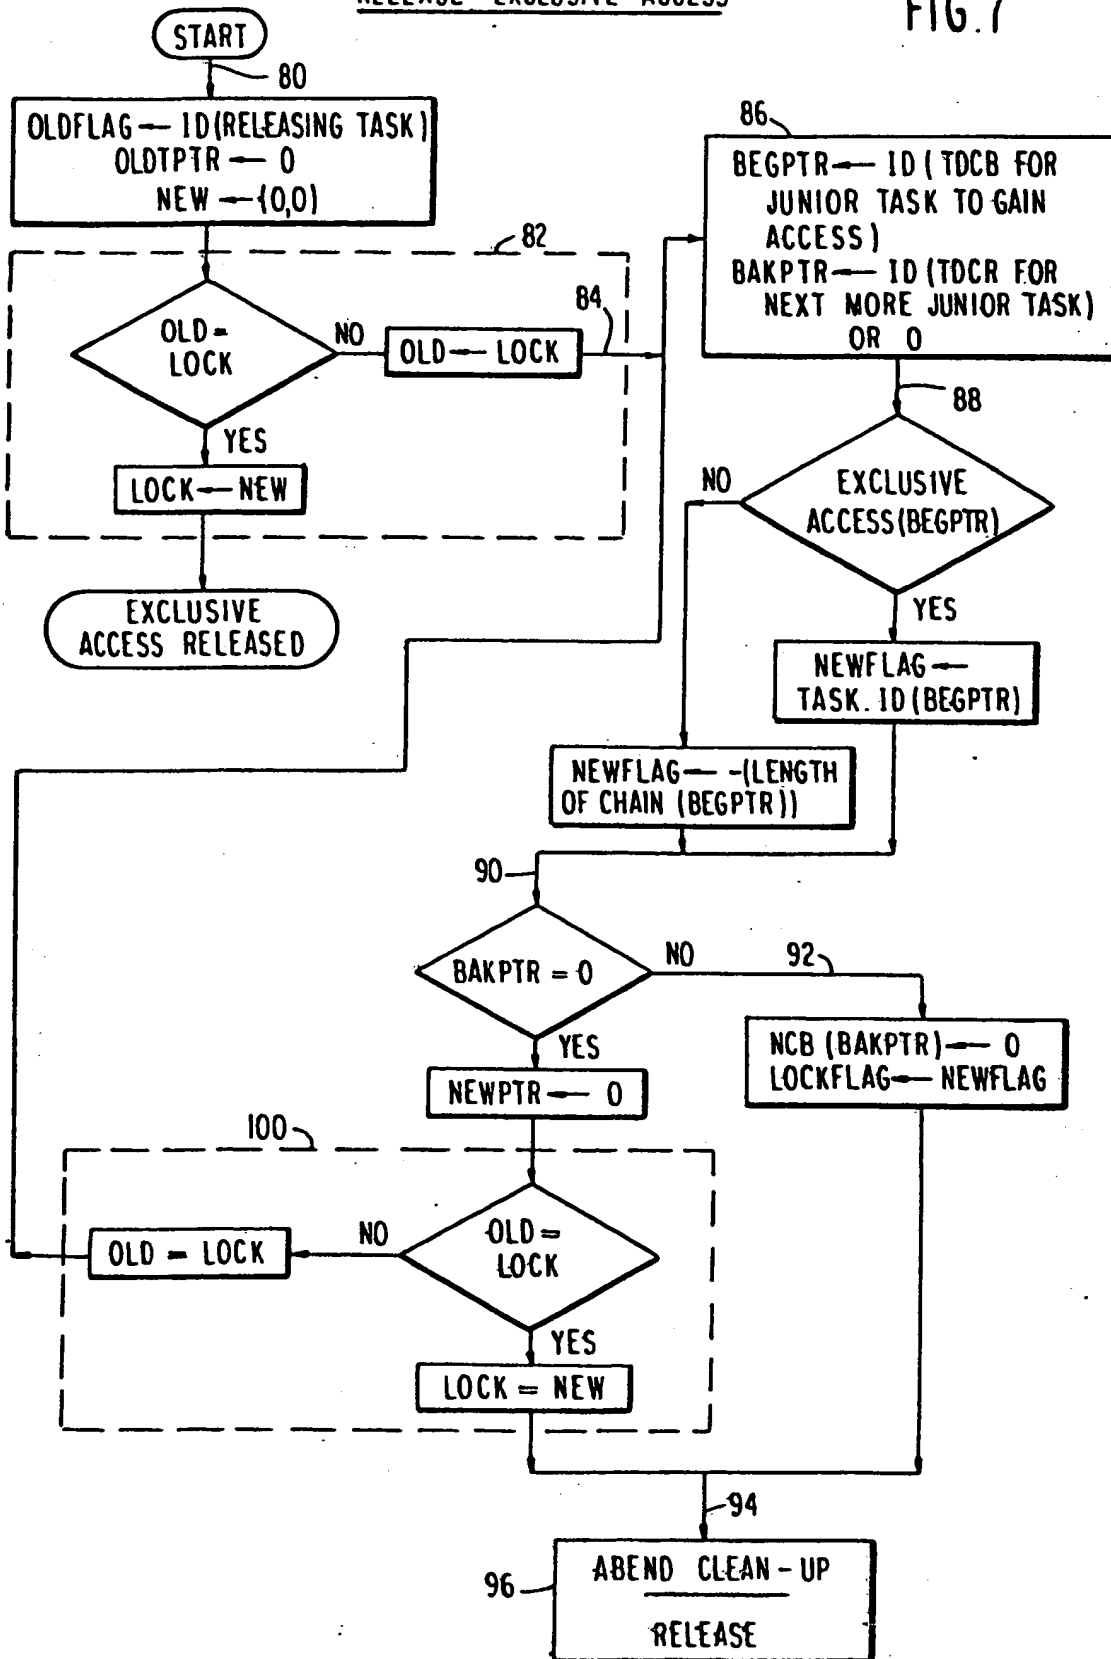 RELEASE EXCLUSIVE ACCESS
FIG. 7
START
80
OLDFLAG ← ID (RELEASING TASK)
OLDTPTR ← 0
NEW ← (0,0)
82
OLD =
LOCK
NO
84
OLD ← LOCK
YES
LOCK ← NEW
EXCLUSIVE
ACCESS RELEASED
86
BEGPTR ← ID ( TDCB FOR
JUNIOR TASK TO GAIN
ACCESS )
BAKPTR ← ID (TDCR FOR
NEXT MORE JUNIOR TASK)
OR 0
88
NO
EXCLUSIVE
ACCESS (BEGPTR)
YES
NEWFLAG ←
TASK. ID (BEGPTR)
NEWFLAG ← -(LENGTH
OF CHAIN (BEGPTR))
90
BAKPTR = 0
NO
92
YES
NCB (BAKPTR) ← 0
LOCKFLAG ← NEWFLAG
NEWPTR ← 0
100
OLD =
LOCK
NO
OLD = LOCK
YES
LOCK = NEW
94
96
ABEND CLEAN - UP
RELEASE